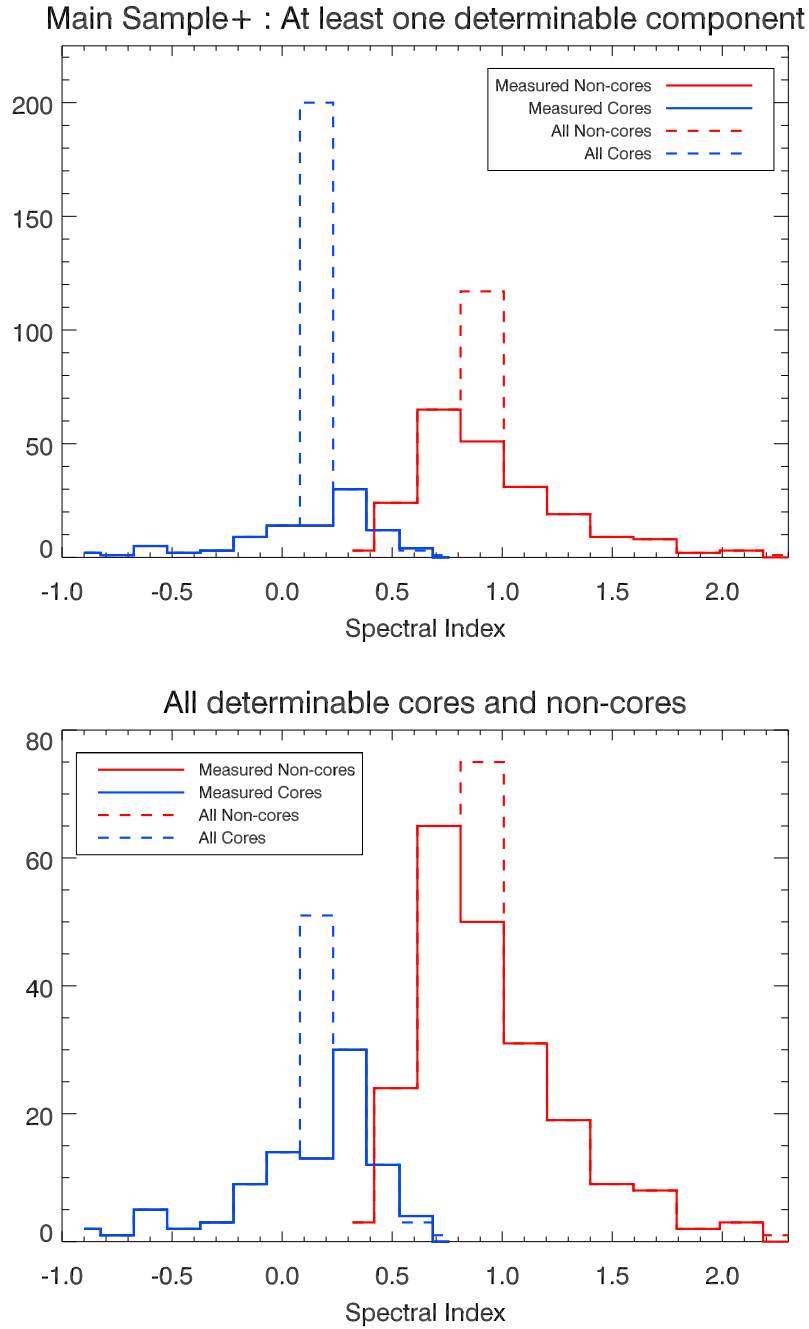 Main Sample+ : At least one determinable component
Measured Non-cores
Measured Cores
All Non-cores
All Cores
200
150
100
50
0
-1.0 -0.5 0.0 0.5 1.0 1.5 2.0
Spectral Index
All determinable cores and non-cores
80
Measured Non-cores
Measured Cores
All Non-cores
All Cores
60
40
20
0
-1.0 -0.5 0.0 0.5 1.0 1.5 2.0
Spectral Index